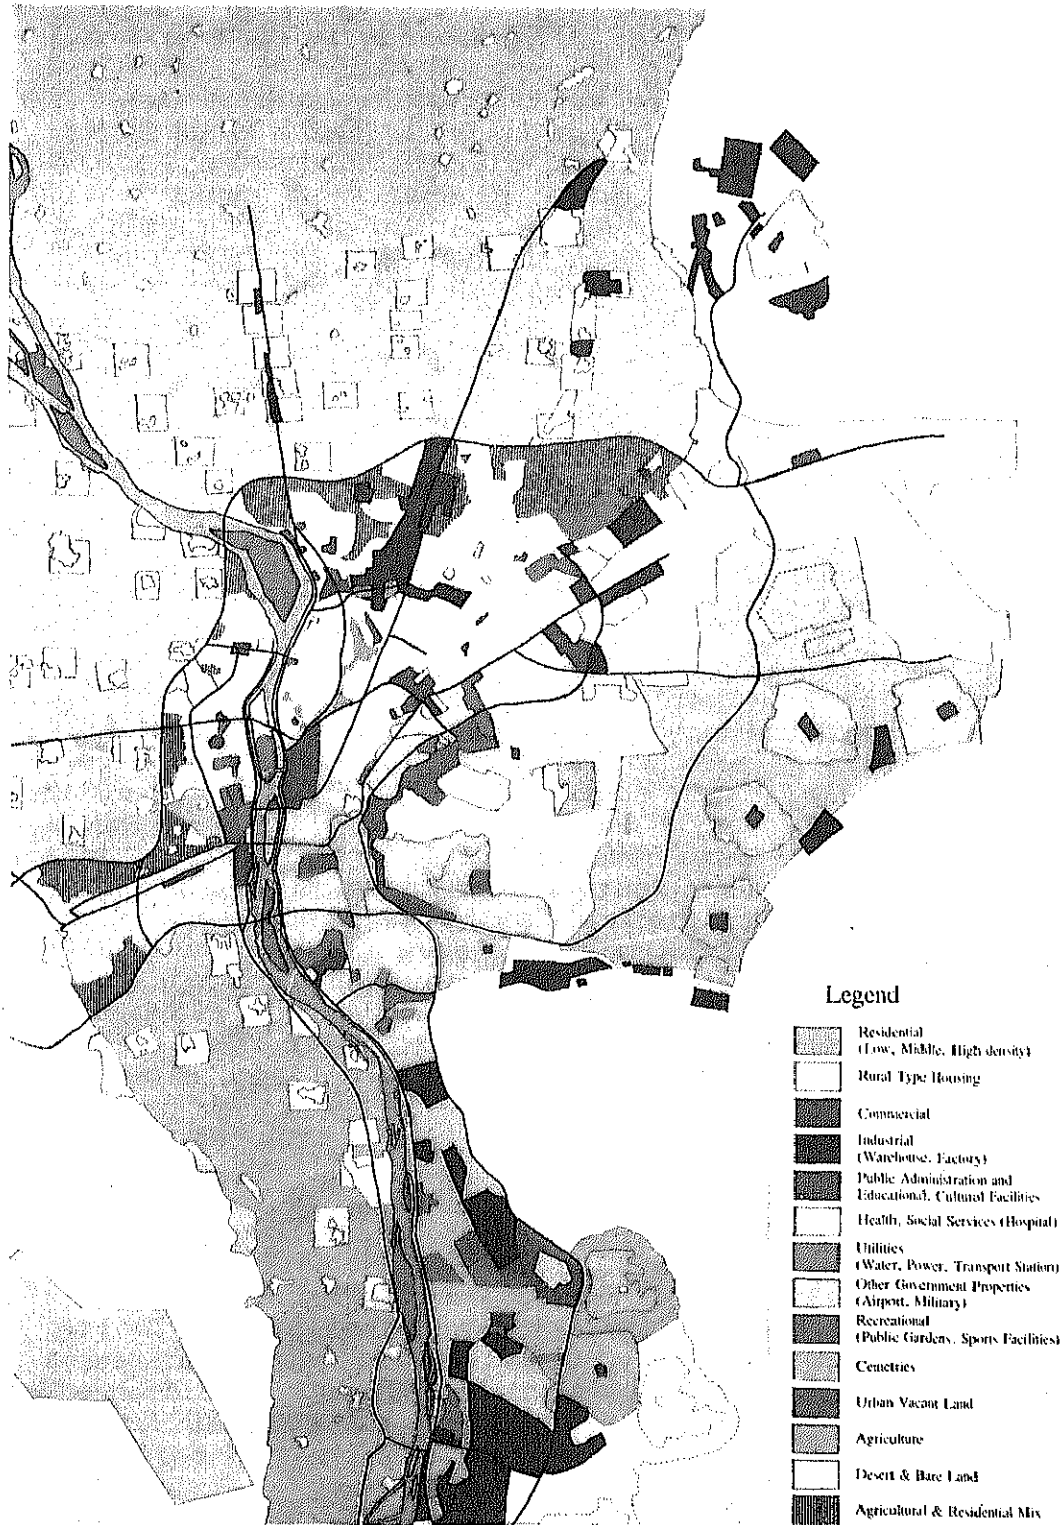 Legend
Residential
(Low, Middle, High density)
Rural Type Housing
Commercial
Industrial
(Warehouse, Factory)
Public Administration and
Educational, Cultural Facilities
Health, Social Services (Hospital)
Utilities
(Water, Power, Transport Station)
Other Government Properties
(Airport, Military)
Recreational
(Public Gardens, Sports Facilities)
Cemetries
Urban Vacant Land
Agriculture
Desert & Bare Land
Agricultural & Residential Mix